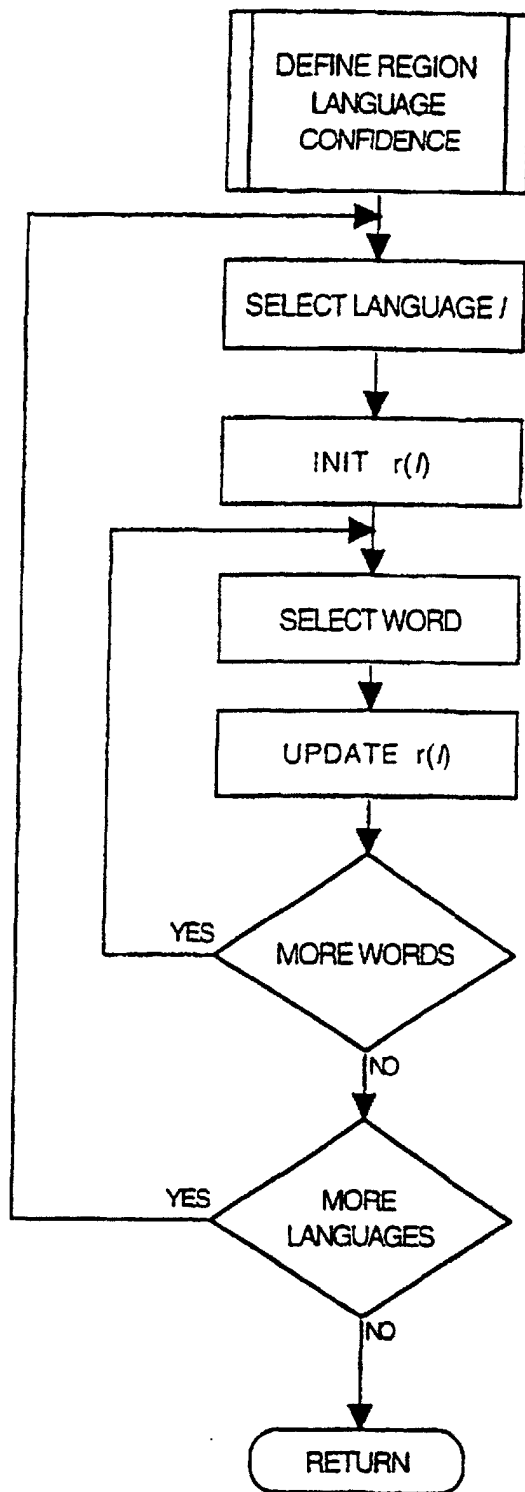 DEFINE REGION
LANGUAGE
CONFIDENCE
SELECT LANGUAGE l
INIT r(l)
SELECT WORD
UPDATE r(l)
YES
MORE WORDS
NO
YES
MORE
LANGUAGES
NO
RETURN